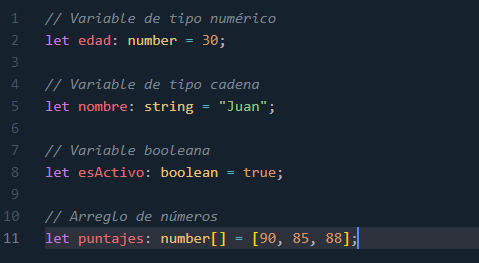 1 // Variable de tipo numérico
2 let edad: number = 30;
3
4 // Variable de tipo cadena
5 let nombre: string = "Juan";
6
7 // Variable booleana
8 let esActivo: boolean = true;
9
10 // Arreglo de números
11 let puntajes: number[] = [90, 85, 88];